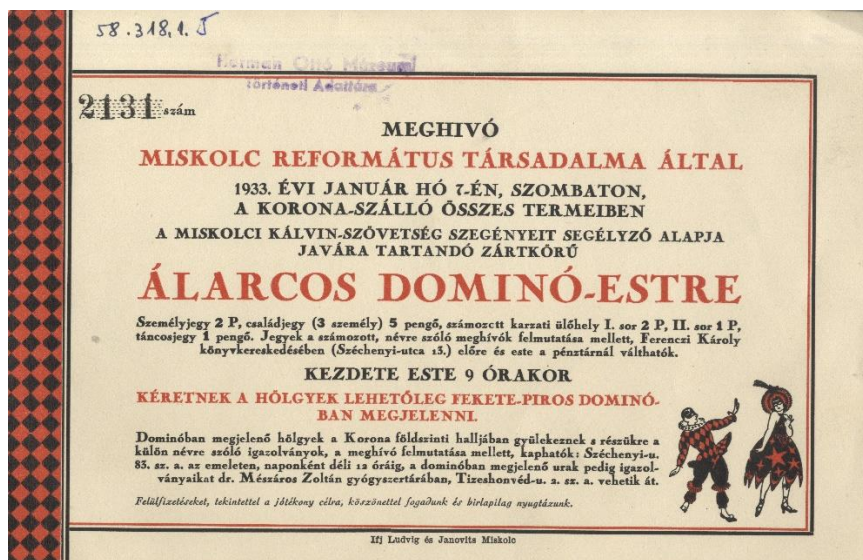 58.318.1. J
Herman Ottó Múzeum
történeti Adattára
2131 szám
MEGHIVÓ
MISKOLC REFORMÁTUS TÁRSADALMA ÁLTAL
1933. ÉVI JANUÁR HÓ 7-ÉN, SZOMBATON,
A KORONA-SZÁLLÓ ÖSSZES TERMEIBEN
A MISKOLCI KÁLVIN-SZÖVETSÉG SZEGÉNYEIT SEGÉLYZŐ ALAPJA
JAVÁRA TARTANDÓ ZÁRTKÖRŰ
ÁLARCOS DOMINÓ-ESTRE
Személyjegy 2 P, családjegy (3 személy) 5 pengő, számozott karzati ülőhely I. sor 2 P, II. sor 1 P,
táncosjegy 1 pengő. Jegyek a számozott, névre szóló meghívók felmutatása mellett, Ferenczi Károly
könyvkereskedésében (Széchenyi-utca 13.) előre és este a pénztárnál válthatók.
KEZDETE ESTE 9 ÓRAKOR
KÉRETNEK A HÖLGYEK LEHETŐLEG FEKETE-PIROS DOMINÓ-
BAN MEGJELENNI.
Dominóban megjelenő hölgyek a Korona földszinti halljában gyülekeznek s részükre a
külön névre szóló igazolványok, a meghívó felmutatása mellett, kaphatók: Széchenyi-u.
83. sz. a. az emeleten, naponként déli 12 óráig, a dominóban megjelenő urak pedig igazol-
ványaikat dr. Mészáros Zoltán gyógyszertárában, Tizeshonvéd-u. 2. sz. a. vehetik át.
Felülfizetéseket, tekintettel a jótékony célra, köszönettel fogadunk és hirlapilag nyugtázunk.
Ifj Ludvig és Janovits Miskolc